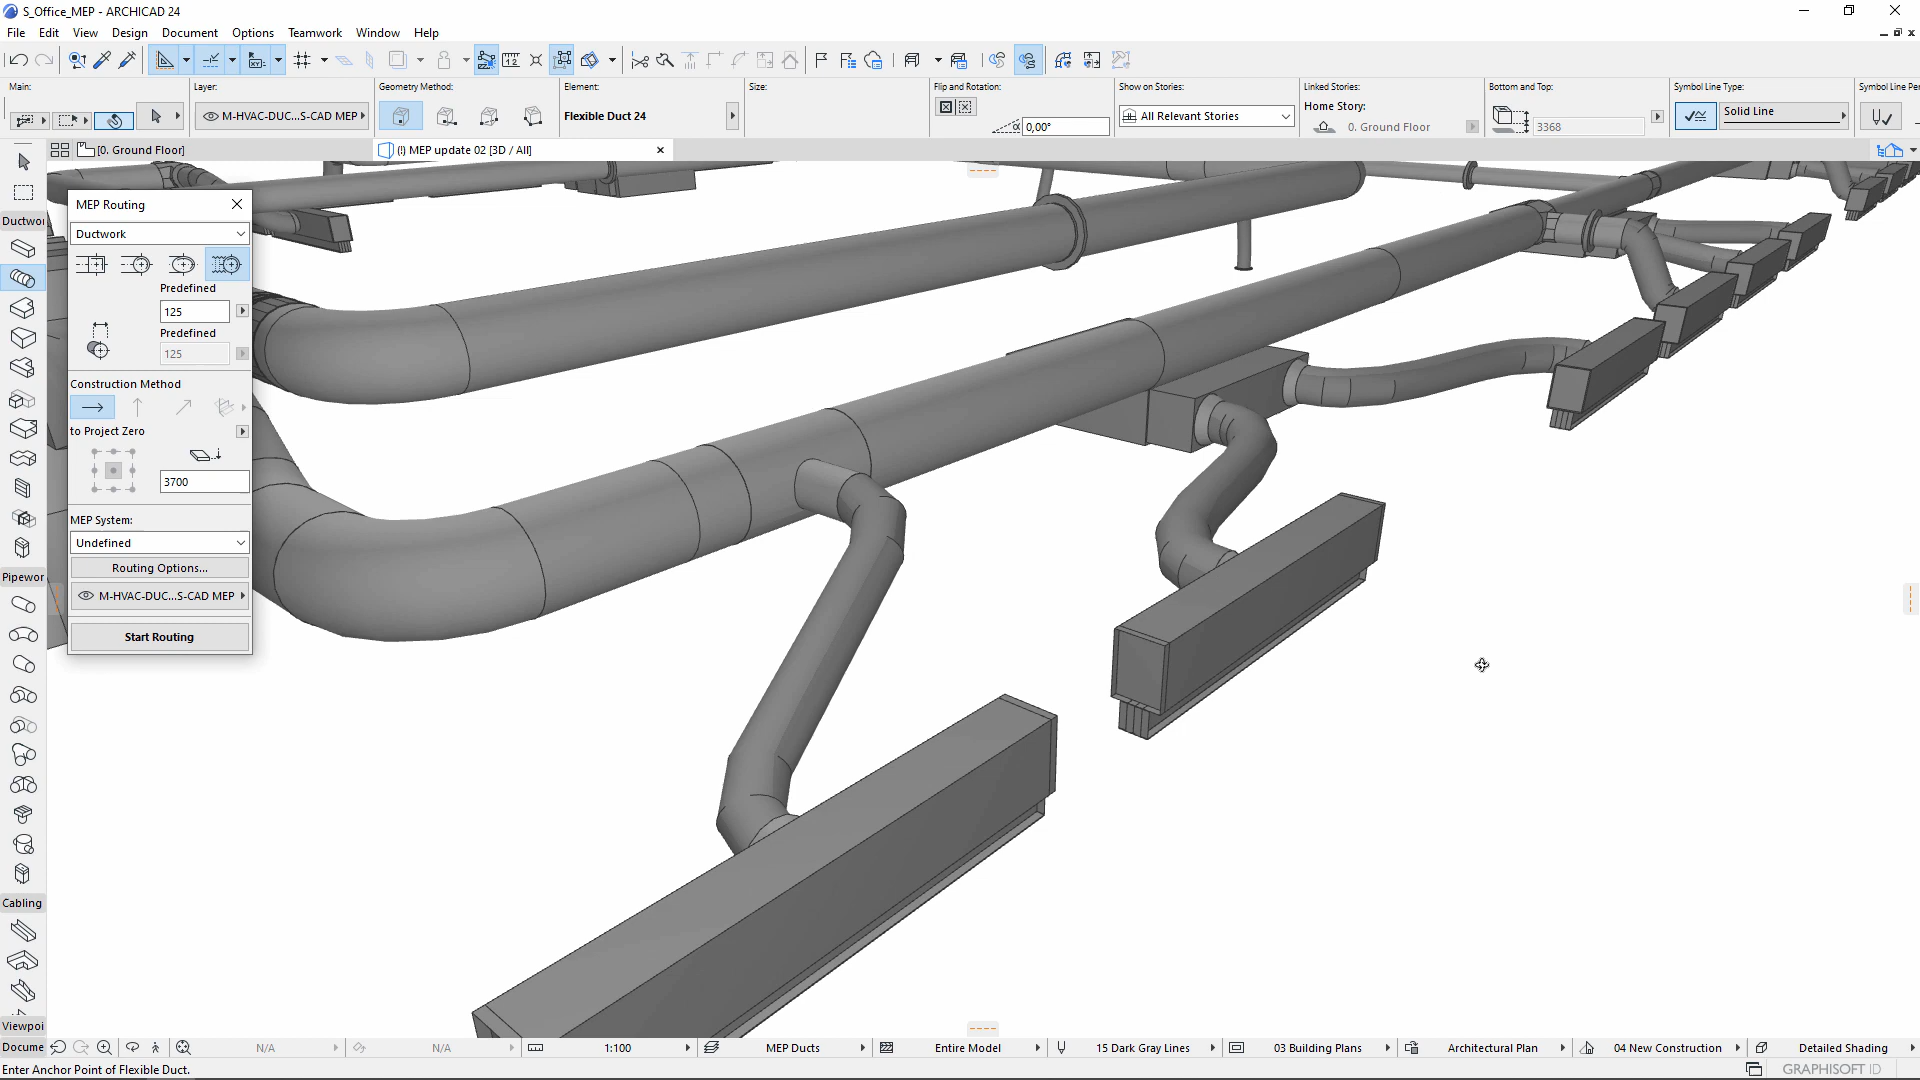 S_Office_MEP - ARCHICAD 24
File Edit View Design Document Options Teamwork Window Help
Main:
Layer:
M-HVAC-DUC...S-CAD MEP
Geometry Method:
Element:
Flexible Duct 24
Size:
Flip and Rotation:
α 0,00°
Show on Stories:
All Relevant Stories
Linked Stories:
Home Story:
0. Ground Floor
Bottom and Top:
3368
Symbol Line Type:
Solid Line
Symbol Line Per
[0. Ground Floor]
(!) MEP update 02 [3D / All]
Ductwor
Pipewor
Cabling
Viewpoi
Docume
MEP Routing
Ductwork
Predefined
125
Predefined
125
Construction Method
to Project Zero
3700
MEP System:
Undefined
Routing Options...
M-HVAC-DUC...S-CAD MEP
Start Routing
N/A
N/A
1:100
MEP Ducts
Entire Model
15 Dark Gray Lines
03 Building Plans
Architectural Plan
04 New Construction
Detailed Shading
Enter Anchor Point of Flexible Duct.
GRAPHISOFT ID